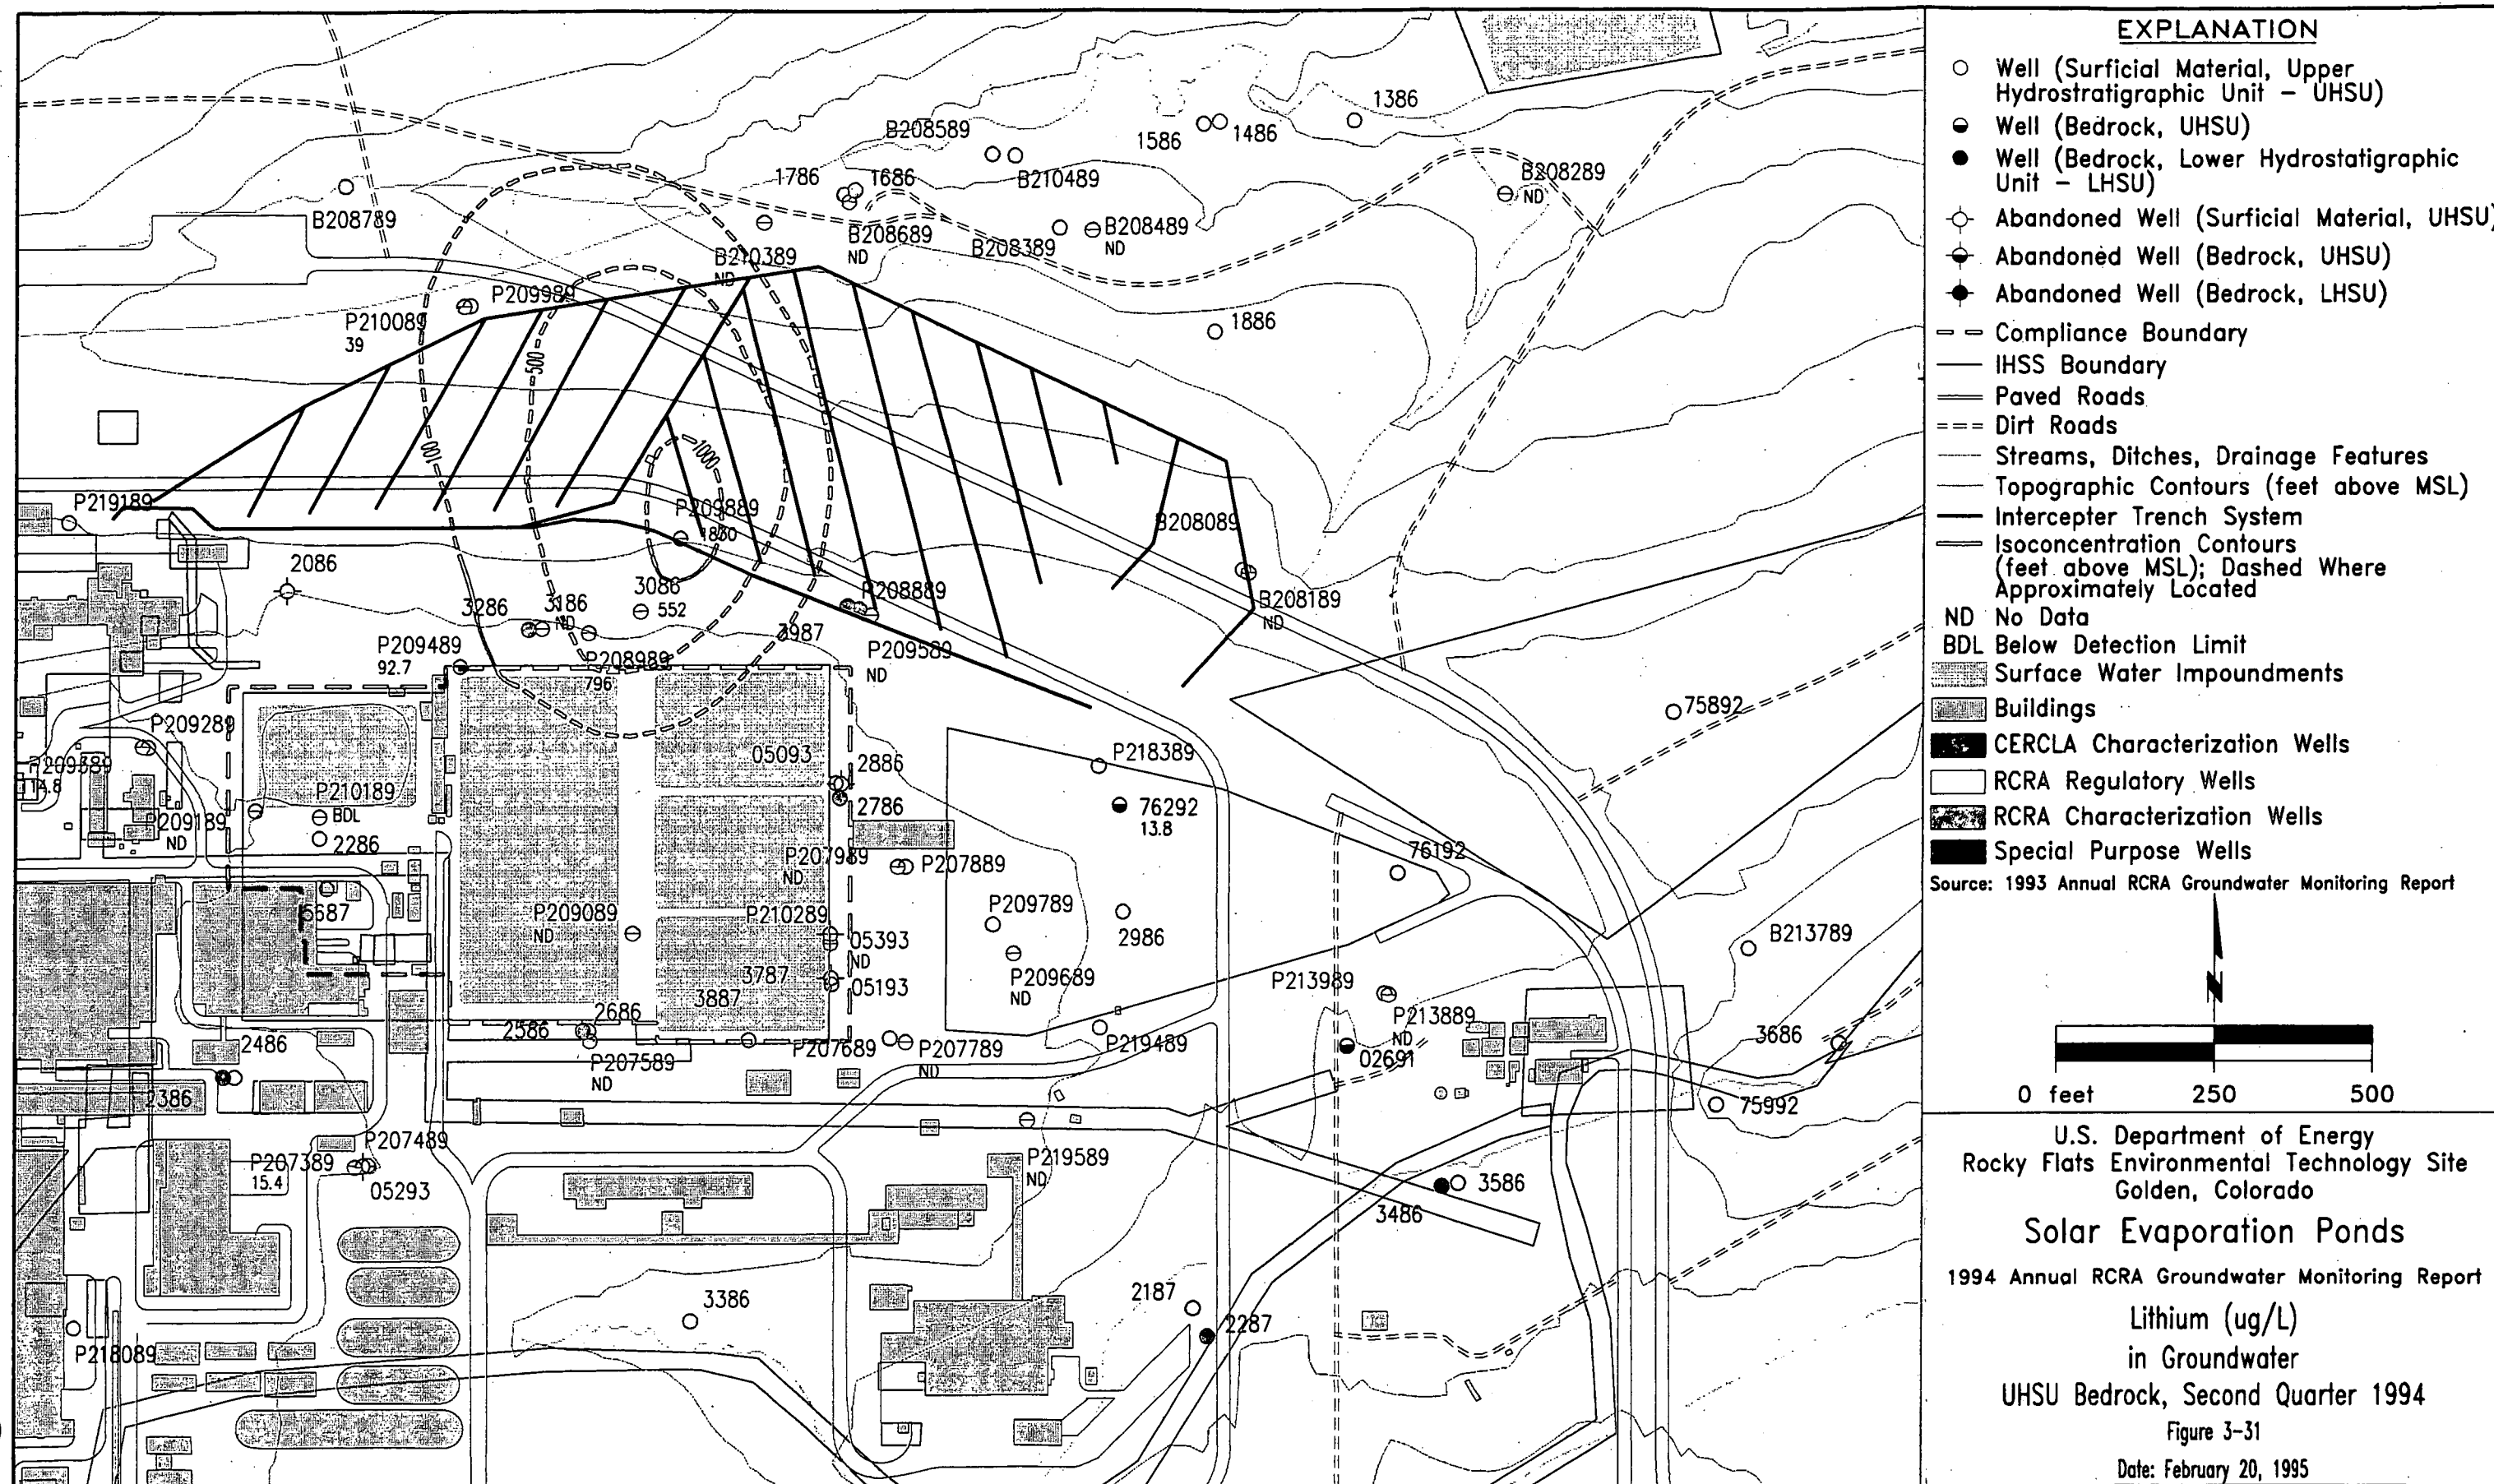 1386
B208589
1586
1486
B210489
1786
1686
B208289
ND
B208789
B208689
ND
B208389
B208489
ND
B210389
ND
P209989
P210089
39
1886
500
100
1000
P219189
P209889
B208089
2086
3286
3186
ND
3086
552
P208889
3987
B208189
ND
P209489
92.7
P208989
796
P209589
ND
75892
P209289
05093
2886
P218389
P209389
14.8
P210189
BDL
2786
76292
13.8
ND
2286
P207989
ND
P207889
76192
5687
P209089
ND
P210289
P209789
2986
B213789
05393
ND
P209689
ND
P213989
3787
05193
3887
2686
2586
P213889
ND
3686
2486
P207589
ND
P207689
P207789
ND
P219489
02691
2386
75992
P207489
P207389
15.4
05293
P219589
ND
3586
3486
3386
2187
2287
P218089
EXPLANATION
Well (Surficial Material, Upper
Hydrostratigraphic Unit – UHSU)
Well (Bedrock, UHSU)
Well (Bedrock, Lower Hydrostatigraphic
Unit – LHSU)
Abandoned Well (Surficial Material, UHSU)
Abandoned Well (Bedrock, UHSU)
Abandoned Well (Bedrock, LHSU)
Compliance Boundary
IHSS Boundary
Paved Roads
Dirt Roads
Streams, Ditches, Drainage Features
Topographic Contours (feet above MSL)
Intercepter Trench System
Isoconcentration Contours
(feet above MSL); Dashed Where
Approximately Located
ND No Data
BDL Below Detection Limit
Surface Water Impoundments
Buildings
CERCLA Characterization Wells
RCRA Regulatory Wells
RCRA Characterization Wells
Special Purpose Wells
Source: 1993 Annual RCRA Groundwater Monitoring Report
N
0 feet 250 500
U.S. Department of Energy
Rocky Flats Environmental Technology Site
Golden, Colorado
Solar Evaporation Ponds
1994 Annual RCRA Groundwater Monitoring Report
Lithium (ug/L)
in Groundwater
UHSU Bedrock, Second Quarter 1994
Figure 3-31
Date: February 20, 1995